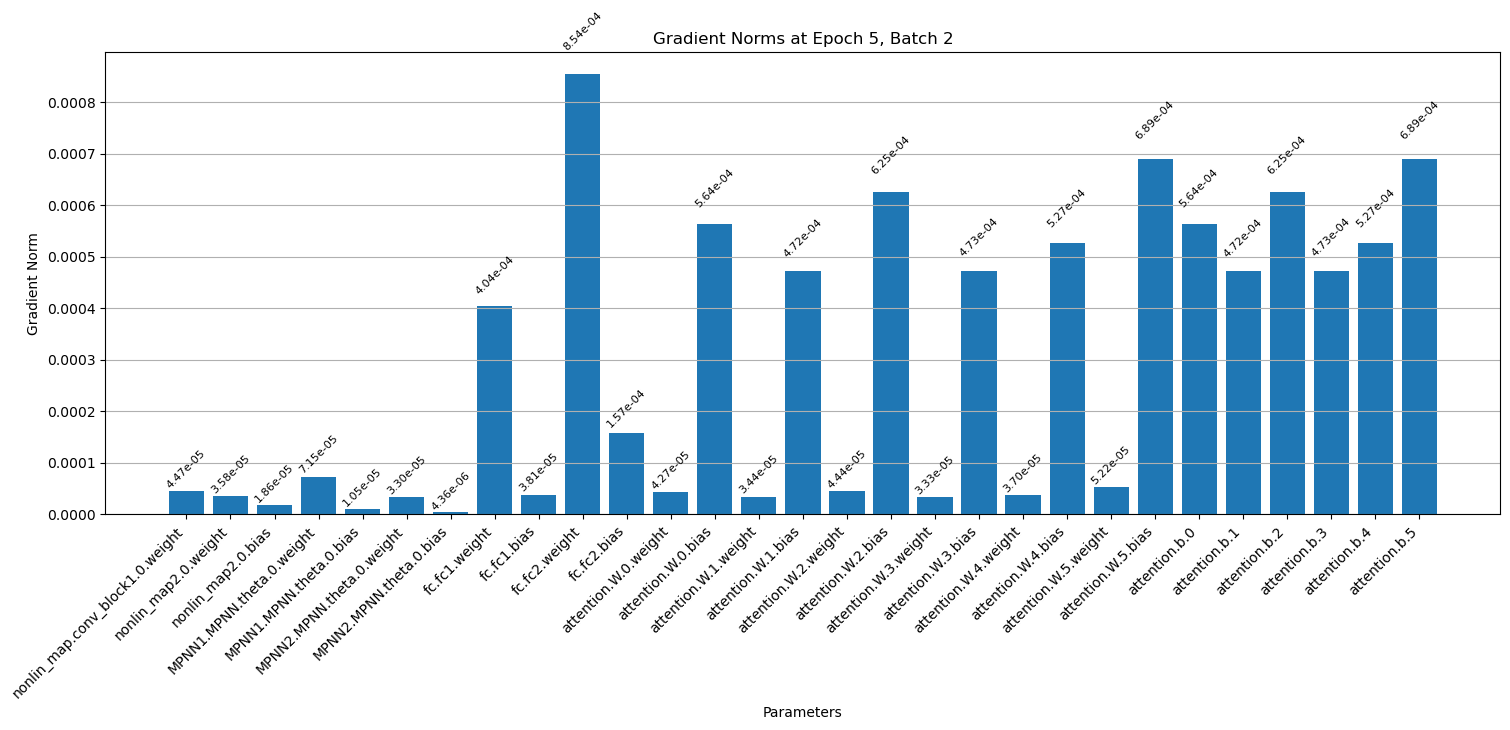 Gradient Norms at Epoch 5, Batch 2
Gradient Norm
0.0008
0.0007
0.0006
0.0005
0.0004
0.0003
0.0002
0.0001
0.0000
4.47e-05
3.58e-05
1.86e-05
7.15e-05
1.05e-05
3.30e-05
4.36e-06
4.04e-04
3.81e-05
8.54e-04
1.57e-04
4.27e-05
5.64e-04
3.44e-05
4.72e-04
4.44e-05
6.25e-04
3.33e-05
4.73e-04
3.70e-05
5.27e-04
5.22e-05
6.89e-04
5.64e-04
4.72e-04
6.25e-04
4.73e-04
5.27e-04
6.89e-04
nonlin_map.conv_block1.0.weight
nonlin_map2.0.weight
nonlin_map2.0.bias
MPNN1.MPNN.theta.0.weight
MPNN1.MPNN.theta.0.bias
MPNN2.MPNN.theta.0.weight
MPNN2.MPNN.theta.0.bias
fc.fc1.weight
fc.fc1.bias
fc.fc2.weight
fc.fc2.bias
attention.W.0.weight
attention.W.0.bias
attention.W.1.weight
attention.W.1.bias
attention.W.2.weight
attention.W.2.bias
attention.W.3.weight
attention.W.3.bias
attention.W.4.weight
attention.W.4.bias
attention.W.5.weight
attention.W.5.bias
attention.b.0
attention.b.1
attention.b.2
attention.b.3
attention.b.4
attention.b.5
Parameters